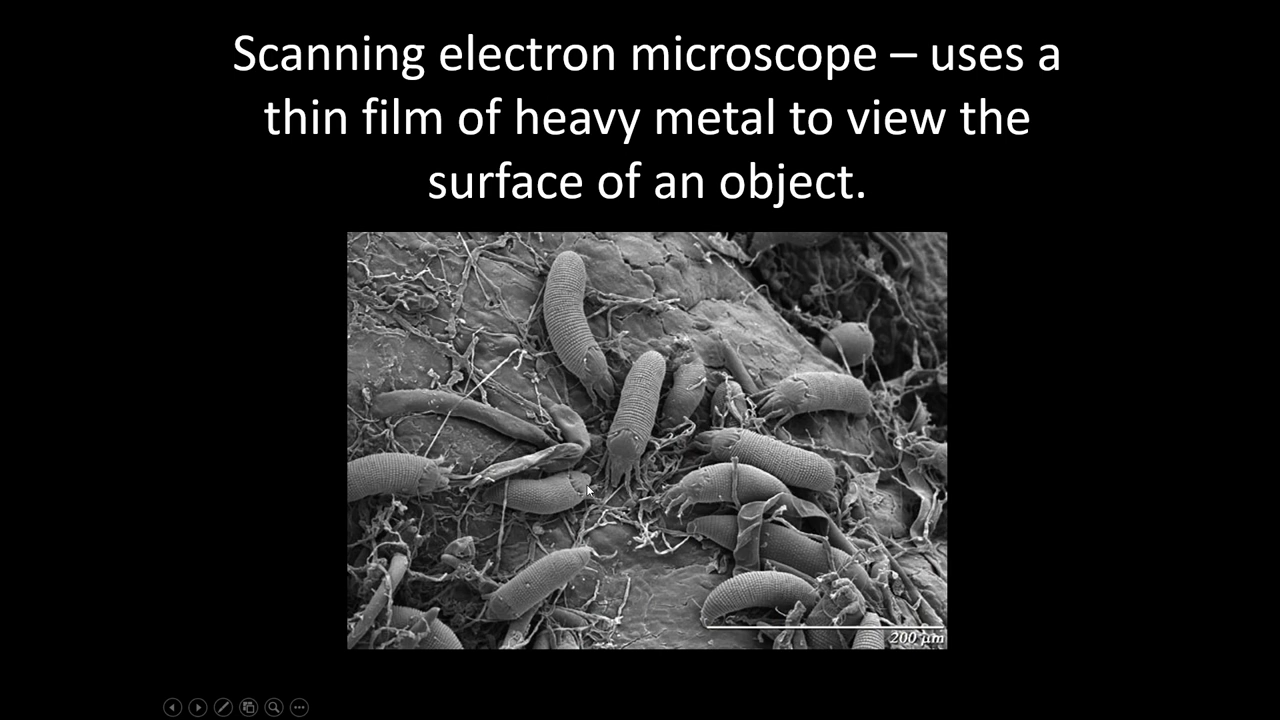 Scanning electron microscope – uses a
thin film of heavy metal to view the
surface of an object.
200 µm